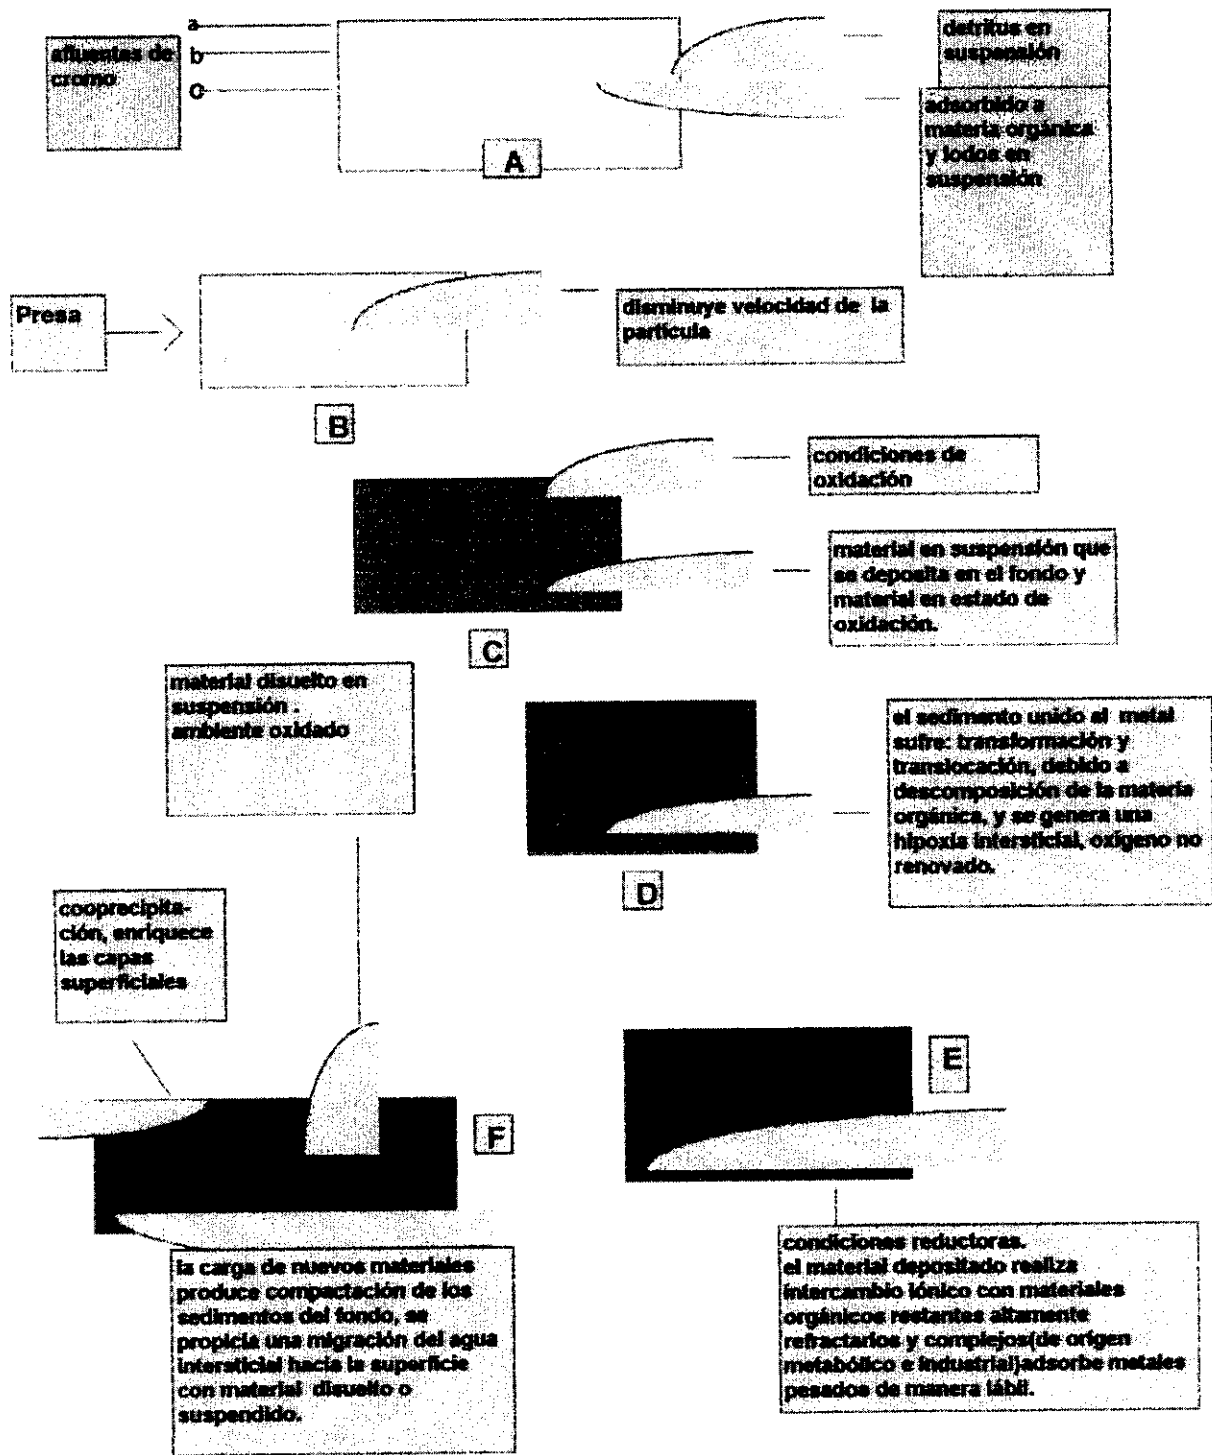 a
b
c
afluentes de
cromo
detritus en
suspensión
adsorbido a
materia orgánica
y lodos en
suspensión
A
Presa
disminuye velocidad de la
partícula
B
condiciones de
oxidación
material en suspensión que
se deposita en el fondo y
material en estado de
oxidación.
C
material disuelto en
suspensión .
ambiente oxidado
el sedimento unido al metal
sufre: transformación y
translocación, debido a
descomposición de la materia
orgánica, y se genera una
hipoxia intersticial, oxígeno no
renovado.
D
cooprecipita-
ción, enriquece
las capas
superficiales
E
F
la carga de nuevos materiales
produce compactación de los
sedimentos del fondo, se
propicia una migración del agua
intersticial hacia la superficie
con material disuelto o
suspendido.
condiciones reductoras.
el material depositado realiza
intercambio iónico con materiales
orgánicos restantes altamente
refractarios y complejos(de origen
metabólico e industrial)adsorbe metales
pesados de manera lábil.